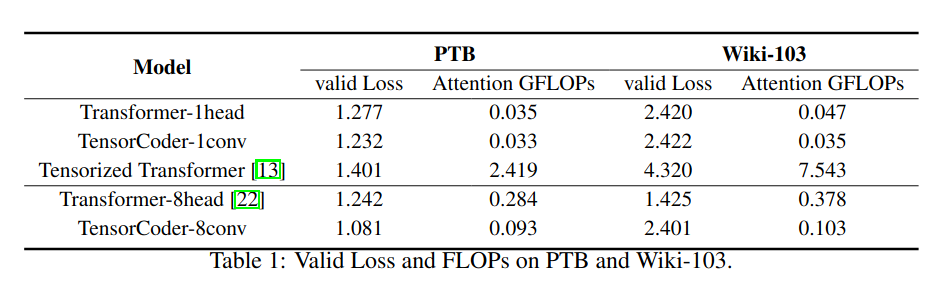 Model PTB Wiki-103
valid Loss Attention GFLOPs valid Loss Attention GFLOPs
Transformer-1head 1.277 0.035 2.420 0.047
TensorCoder-1conv 1.232 0.033 2.422 0.035
Tensorized Transformer [13] 1.401 2.419 4.320 7.543
Transformer-8head [22] 1.242 0.284 1.425 0.378
TensorCoder-8conv 1.081 0.093 2.401 0.103
Table 1: Valid Loss and FLOPs on PTB and Wiki-103.